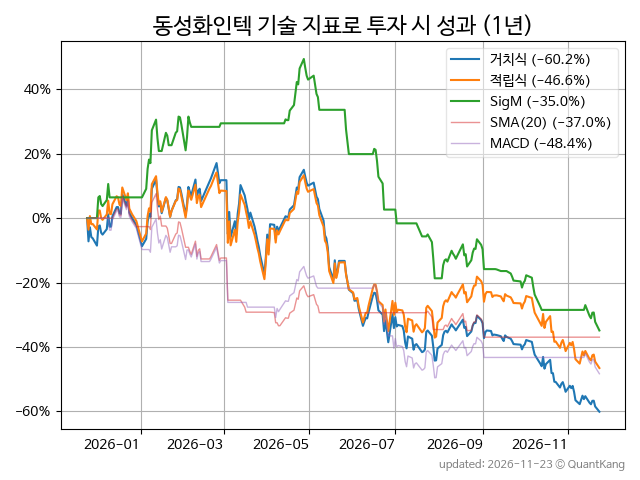 동성화인텍 기술 지표로 투자 시 성과 (1년)
거치식 (−60.2%)
적립식 (−46.6%)
SigM (−35.0%)
SMA(20) (−37.0%)
MACD (−48.4%)
40%
20%
0%
−20%
−40%
−60%
2026-01 2026-03 2026-05 2026-07 2026-09 2026-11
updated: 2026-11-23 © QuantKang